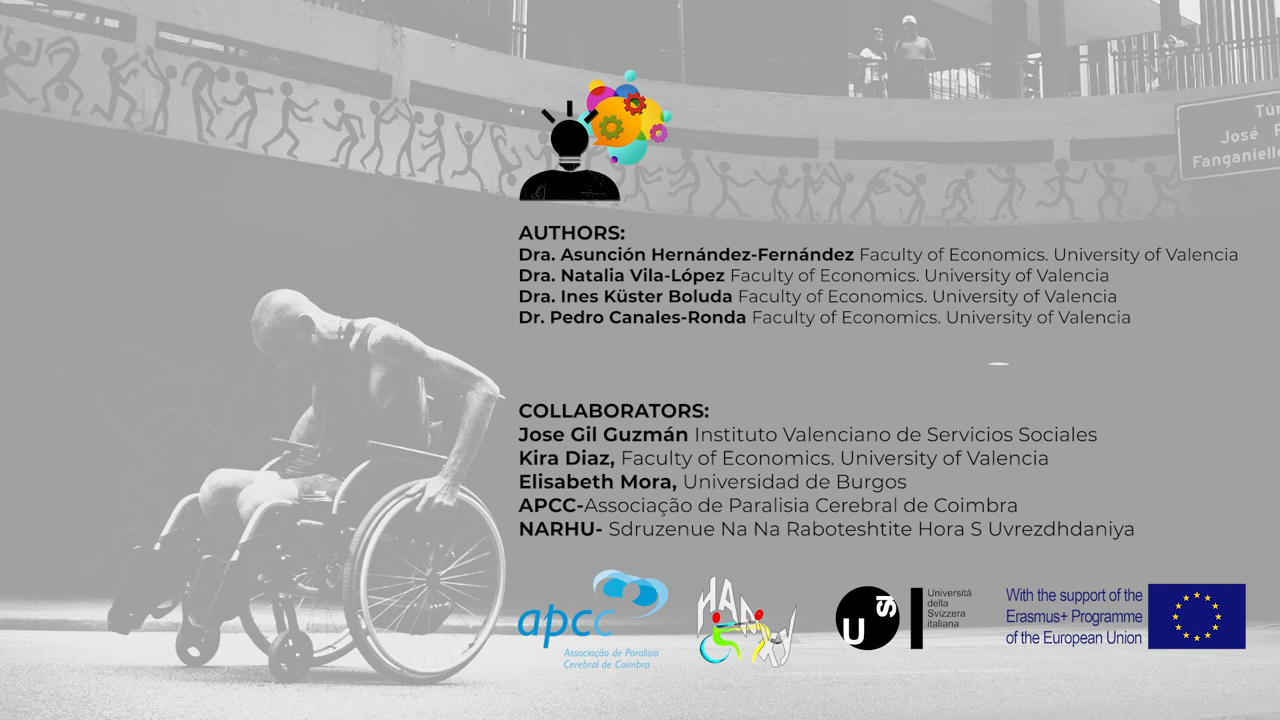 Tún
José F
Fanganielle
AUTHORS:
Dra. Asunción Hernández-Fernández Faculty of Economics. University of Valencia
Dra. Natalia Vila-López Faculty of Economics. University of Valencia
Dra. Ines Küster Boluda Faculty of Economics. University of Valencia
Dr. Pedro Canales-Ronda Faculty of Economics. University of Valencia
COLLABORATORS:
Jose Gil Guzmán Instituto Valenciano de Servicios Sociales
Kira Diaz, Faculty of Economics. University of Valencia
Elisabeth Mora, Universidad de Burgos
APCC-Associação de Paralisia Cerebral de Coimbra
NARHU- Sdruzenue Na Na Raboteshtite Hora S Uvrezdhdaniya
apcc
Associação de Paralisia
Cerebral de Coimbra
U SI
Università
della
Svizzera
italiana
With the support of the
Erasmus+ Programme
of the European Union